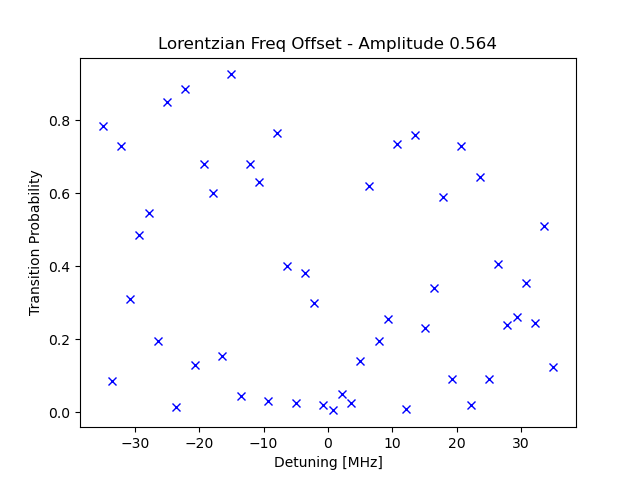 Lorentzian Freq Offset - Amplitude 0.564
Transition Probability
0.8
0.6
0.4
0.2
0.0
−30 −20 −10 0 10 20 30
Detuning [MHz]